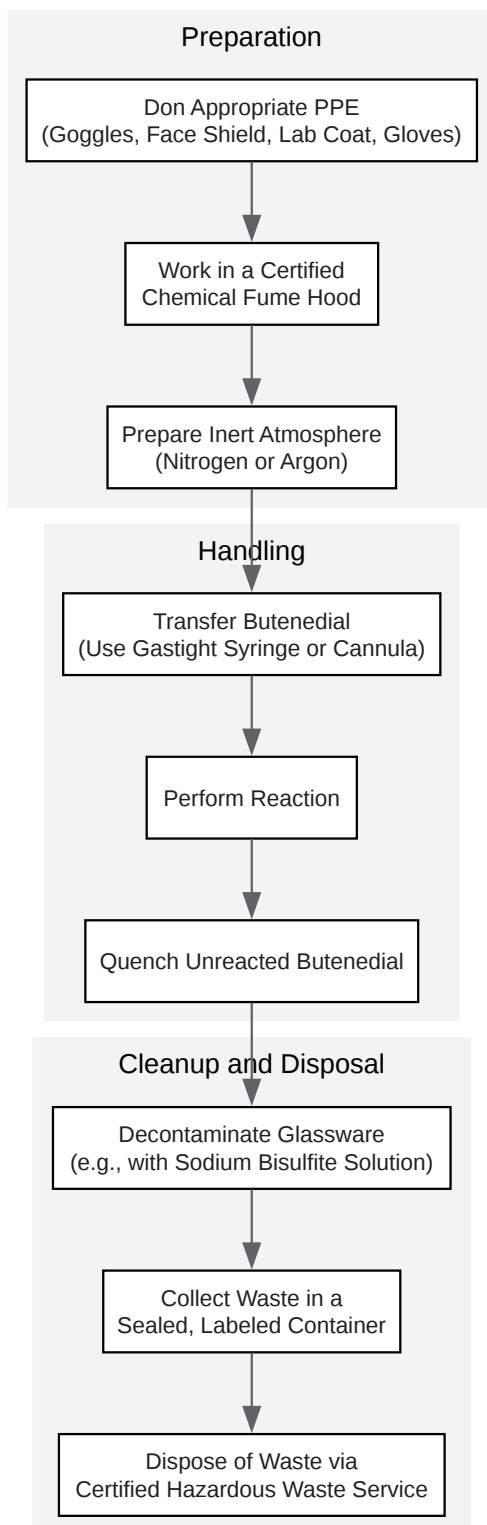 Preparation
Don Appropriate PPE
(Goggles, Face Shield, Lab Coat, Gloves)
Work in a Certified
Chemical Fume Hood
Prepare Inert Atmosphere
(Nitrogen or Argon)
Handling
Transfer Butenedial
(Use Gastight Syringe or Cannula)
Perform Reaction
Quench Unreacted Butenedial
Cleanup and Disposal
Decontaminate Glassware
(e.g., with Sodium Bisulfite Solution)
Collect Waste in a
Sealed, Labeled Container
Dispose of Waste via
Certified Hazardous Waste Service